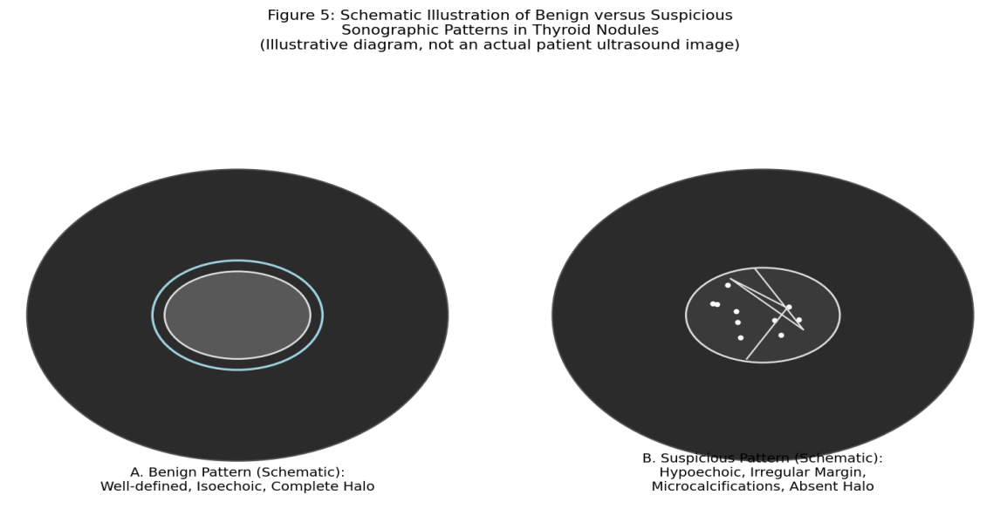 Figure 5: Schematic Illustration of Benign versus Suspicious
Sonographic Patterns in Thyroid Nodules
(Illustrative diagram, not an actual patient ultrasound image)
A. Benign Pattern (Schematic):
Well-defined, Isoechoic, Complete Halo
B. Suspicious Pattern (Schematic):
Hypoechoic, Irregular Margin,
Microcalcifications, Absent Halo